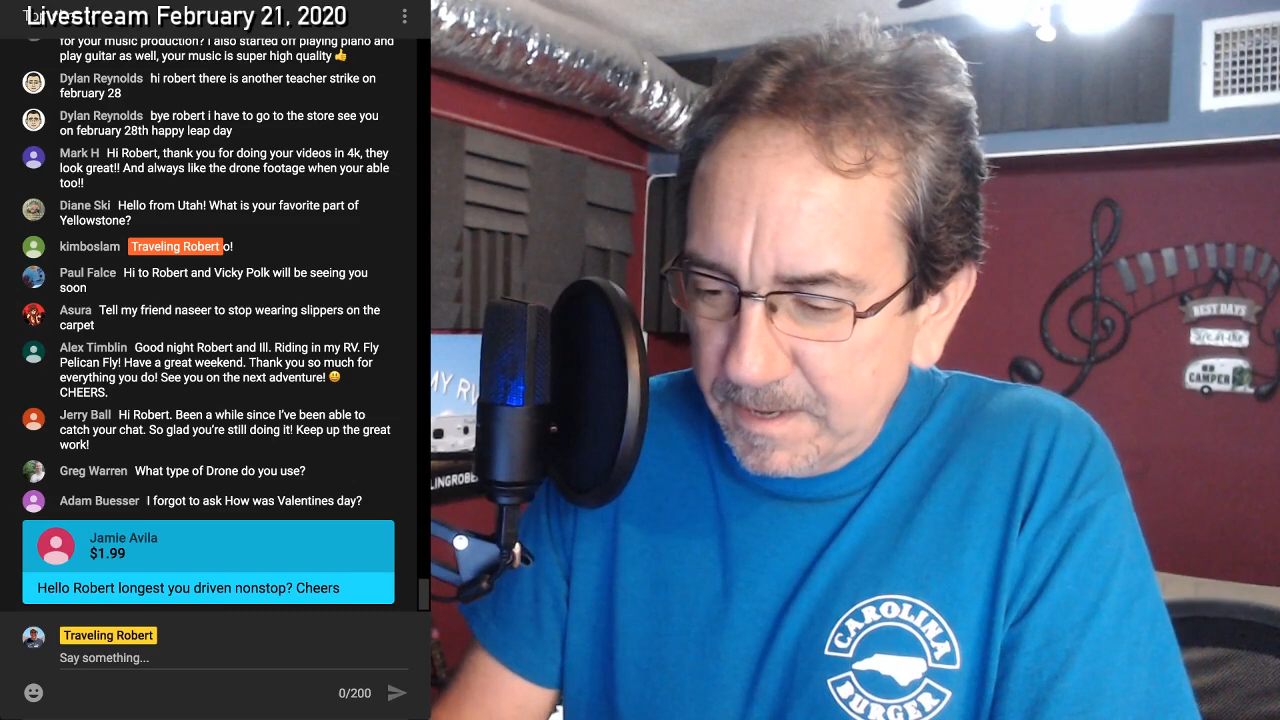 Livestream February 21, 2020
for your music production? I also started off playing piano and
play guitar as well, your music is super high quality 👍
Dylan Reynolds hi robert there is another teacher strike on
february 28
Dylan Reynolds bye robert i have to go to the store see you
on february 28th happy leap day
Mark H Hi Robert, thank you for doing your videos in 4k, they
look great!! And always like the drone footage when your able
too!!
Diane Ski Hello from Utah! What is your favorite part of
Yellowstone?
kimboslam Traveling Robert o!
Paul Falce Hi to Robert and Vicky Polk will be seeing you
soon
Asura Tell my friend naseer to stop wearing slippers on the
carpet
Alex Timblin Good night Robert and Ill. Riding in my RV. Fly
Pelican Fly! Have a great weekend. Thank you so much for
everything you do! See you on the next adventure! 😃
CHEERS.
Jerry Ball Hi Robert. Been a while since I've been able to
catch your chat. So glad you're still doing it! Keep up the great
work!
Greg Warren What type of Drone do you use?
Adam Buesser I forgot to ask How was Valentines day?
Jamie Avila
$1.99
Hello Robert longest you driven nonstop? Cheers
Traveling Robert
Say something...
0/200
MY RV
LINGROBE
BEST DAYS
CAMPER
CAROLINA
BURGER